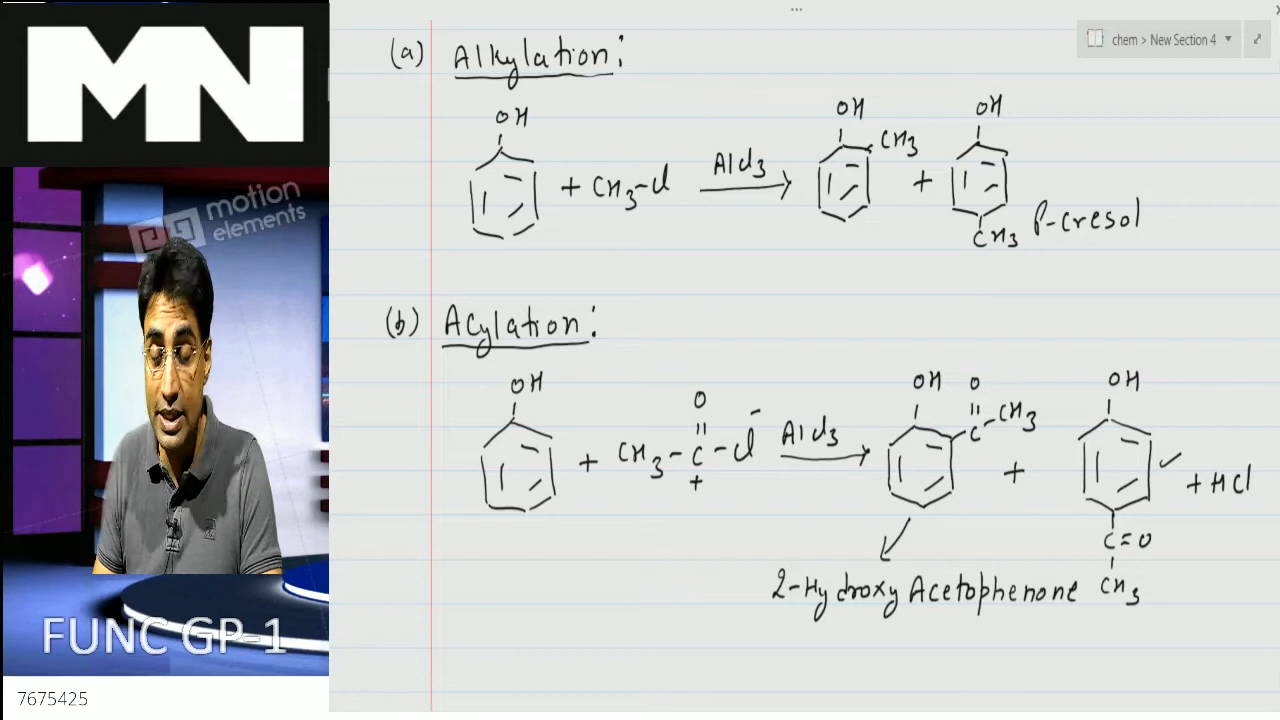 MN
motion
elements
FUNC GP-1
7675425
chem > New Section 4
(a) Alkylation:
OH
+ CH3-Cl
AlCl3
OH
CH3
+
OH
CH3
P-cresol
(b) Acylation:
OH
+
O
CH3-C-Cl
+
-
AlCl3
OH
O
C-CH3
+
OH
C=O
CH3
+ HCl
2-Hydroxy Acetophenone